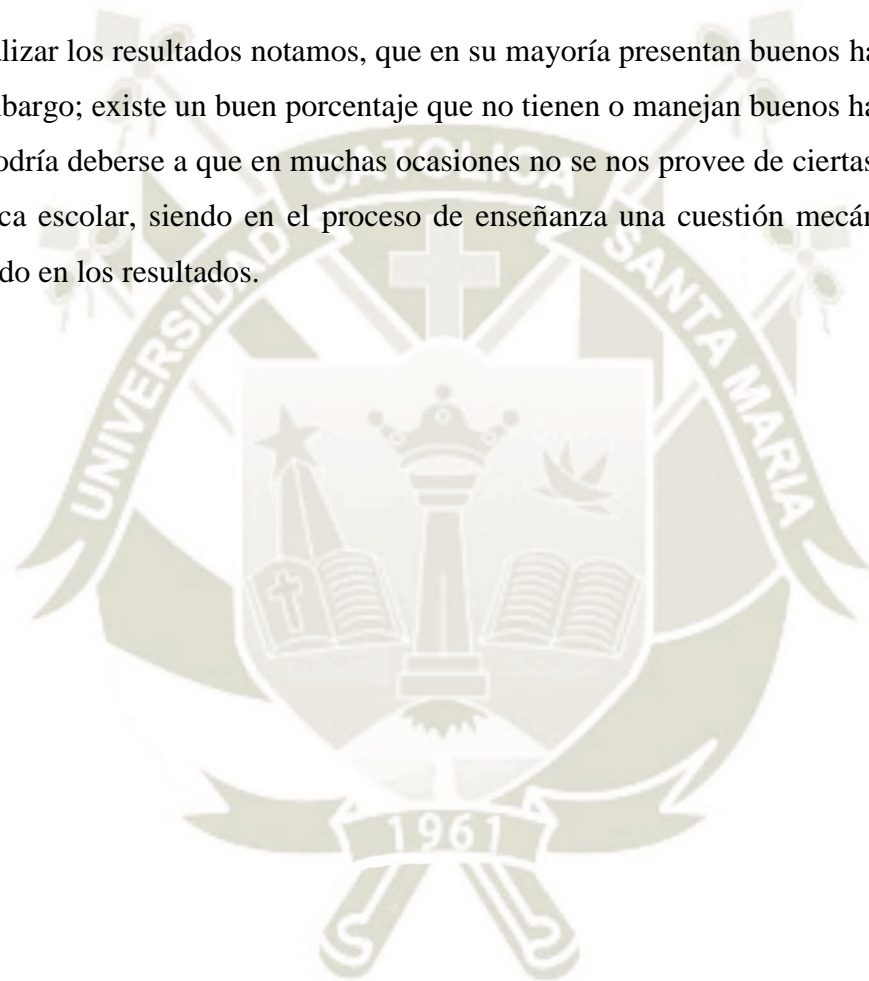 lizar los resultados notamos, que en su mayoría presentan buenos ha
bargo; existe un buen porcentaje que no tienen o manejan buenos ha
odría deberse a que en muchas ocasiones no se nos provee de ciertas
ca escolar, siendo en el proceso de enseñanza una cuestión mecán
do en los resultados.
UNIVERSIDAD CATOLICA SANTA MARIA
1961